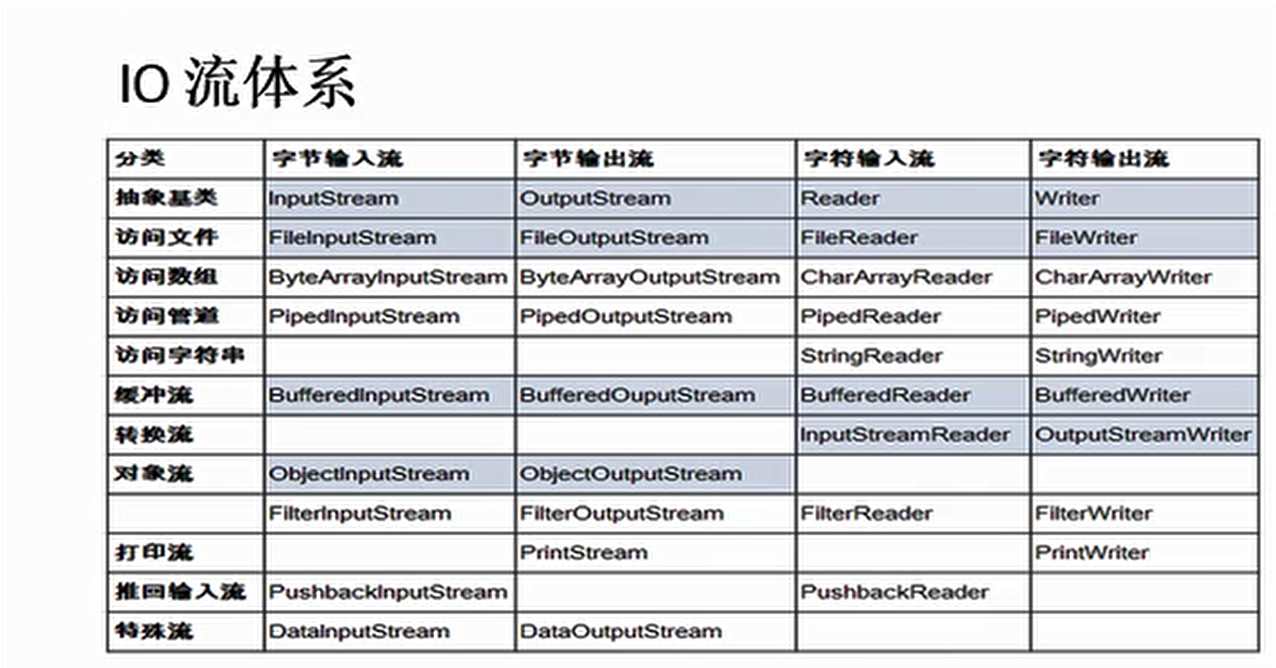 IO 流体系
分类 字节输入流 字节输出流 字符输入流 字符输出流
抽象基类 InputStream OutputStream Reader Writer
访问文件 FileInputStream FileOutputStream FileReader FileWriter
访问数组 ByteArrayInputStream ByteArrayOutputStream CharArrayReader CharArrayWriter
访问管道 PipedInputStream PipedOutputStream PipedReader PipedWriter
访问字符串 StringReader StringWriter
缓冲流 BufferedInputStream BufferedOuputStream BufferedReader BufferedWriter
转换流 InputStreamReader OutputStreamWriter
对象流 ObjectInputStream ObjectOutputStream
FilterInputStream FilterOutputStream FilterReader FilterWriter
打印流 PrintStream PrintWriter
推回输入流 PushbackInputStream PushbackReader
特殊流 DataInputStream DataOutputStream